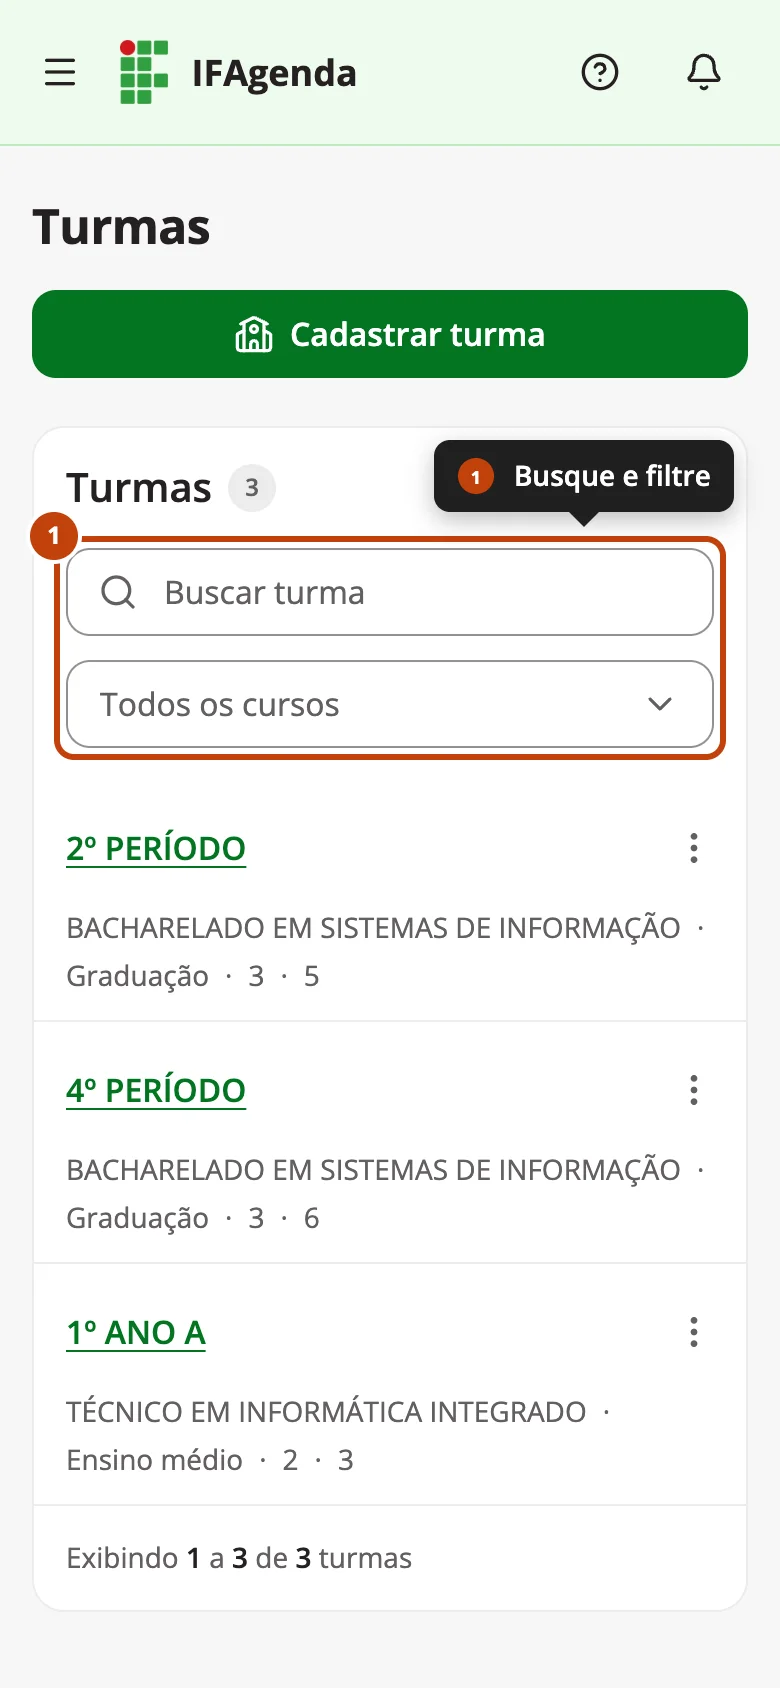 IFAgenda
Turmas
Cadastrar turma
Turmas 3
1 Busque e filtre
1
Buscar turma
Todos os cursos
2º PERÍODO
BACHARELADO EM SISTEMAS DE INFORMAÇÃO ·
Graduação · 3 · 5
4º PERÍODO
BACHARELADO EM SISTEMAS DE INFORMAÇÃO ·
Graduação · 3 · 6
1º ANO A
TÉCNICO EM INFORMÁTICA INTEGRADO ·
Ensino médio · 2 · 3
Exibindo 1 a 3 de 3 turmas